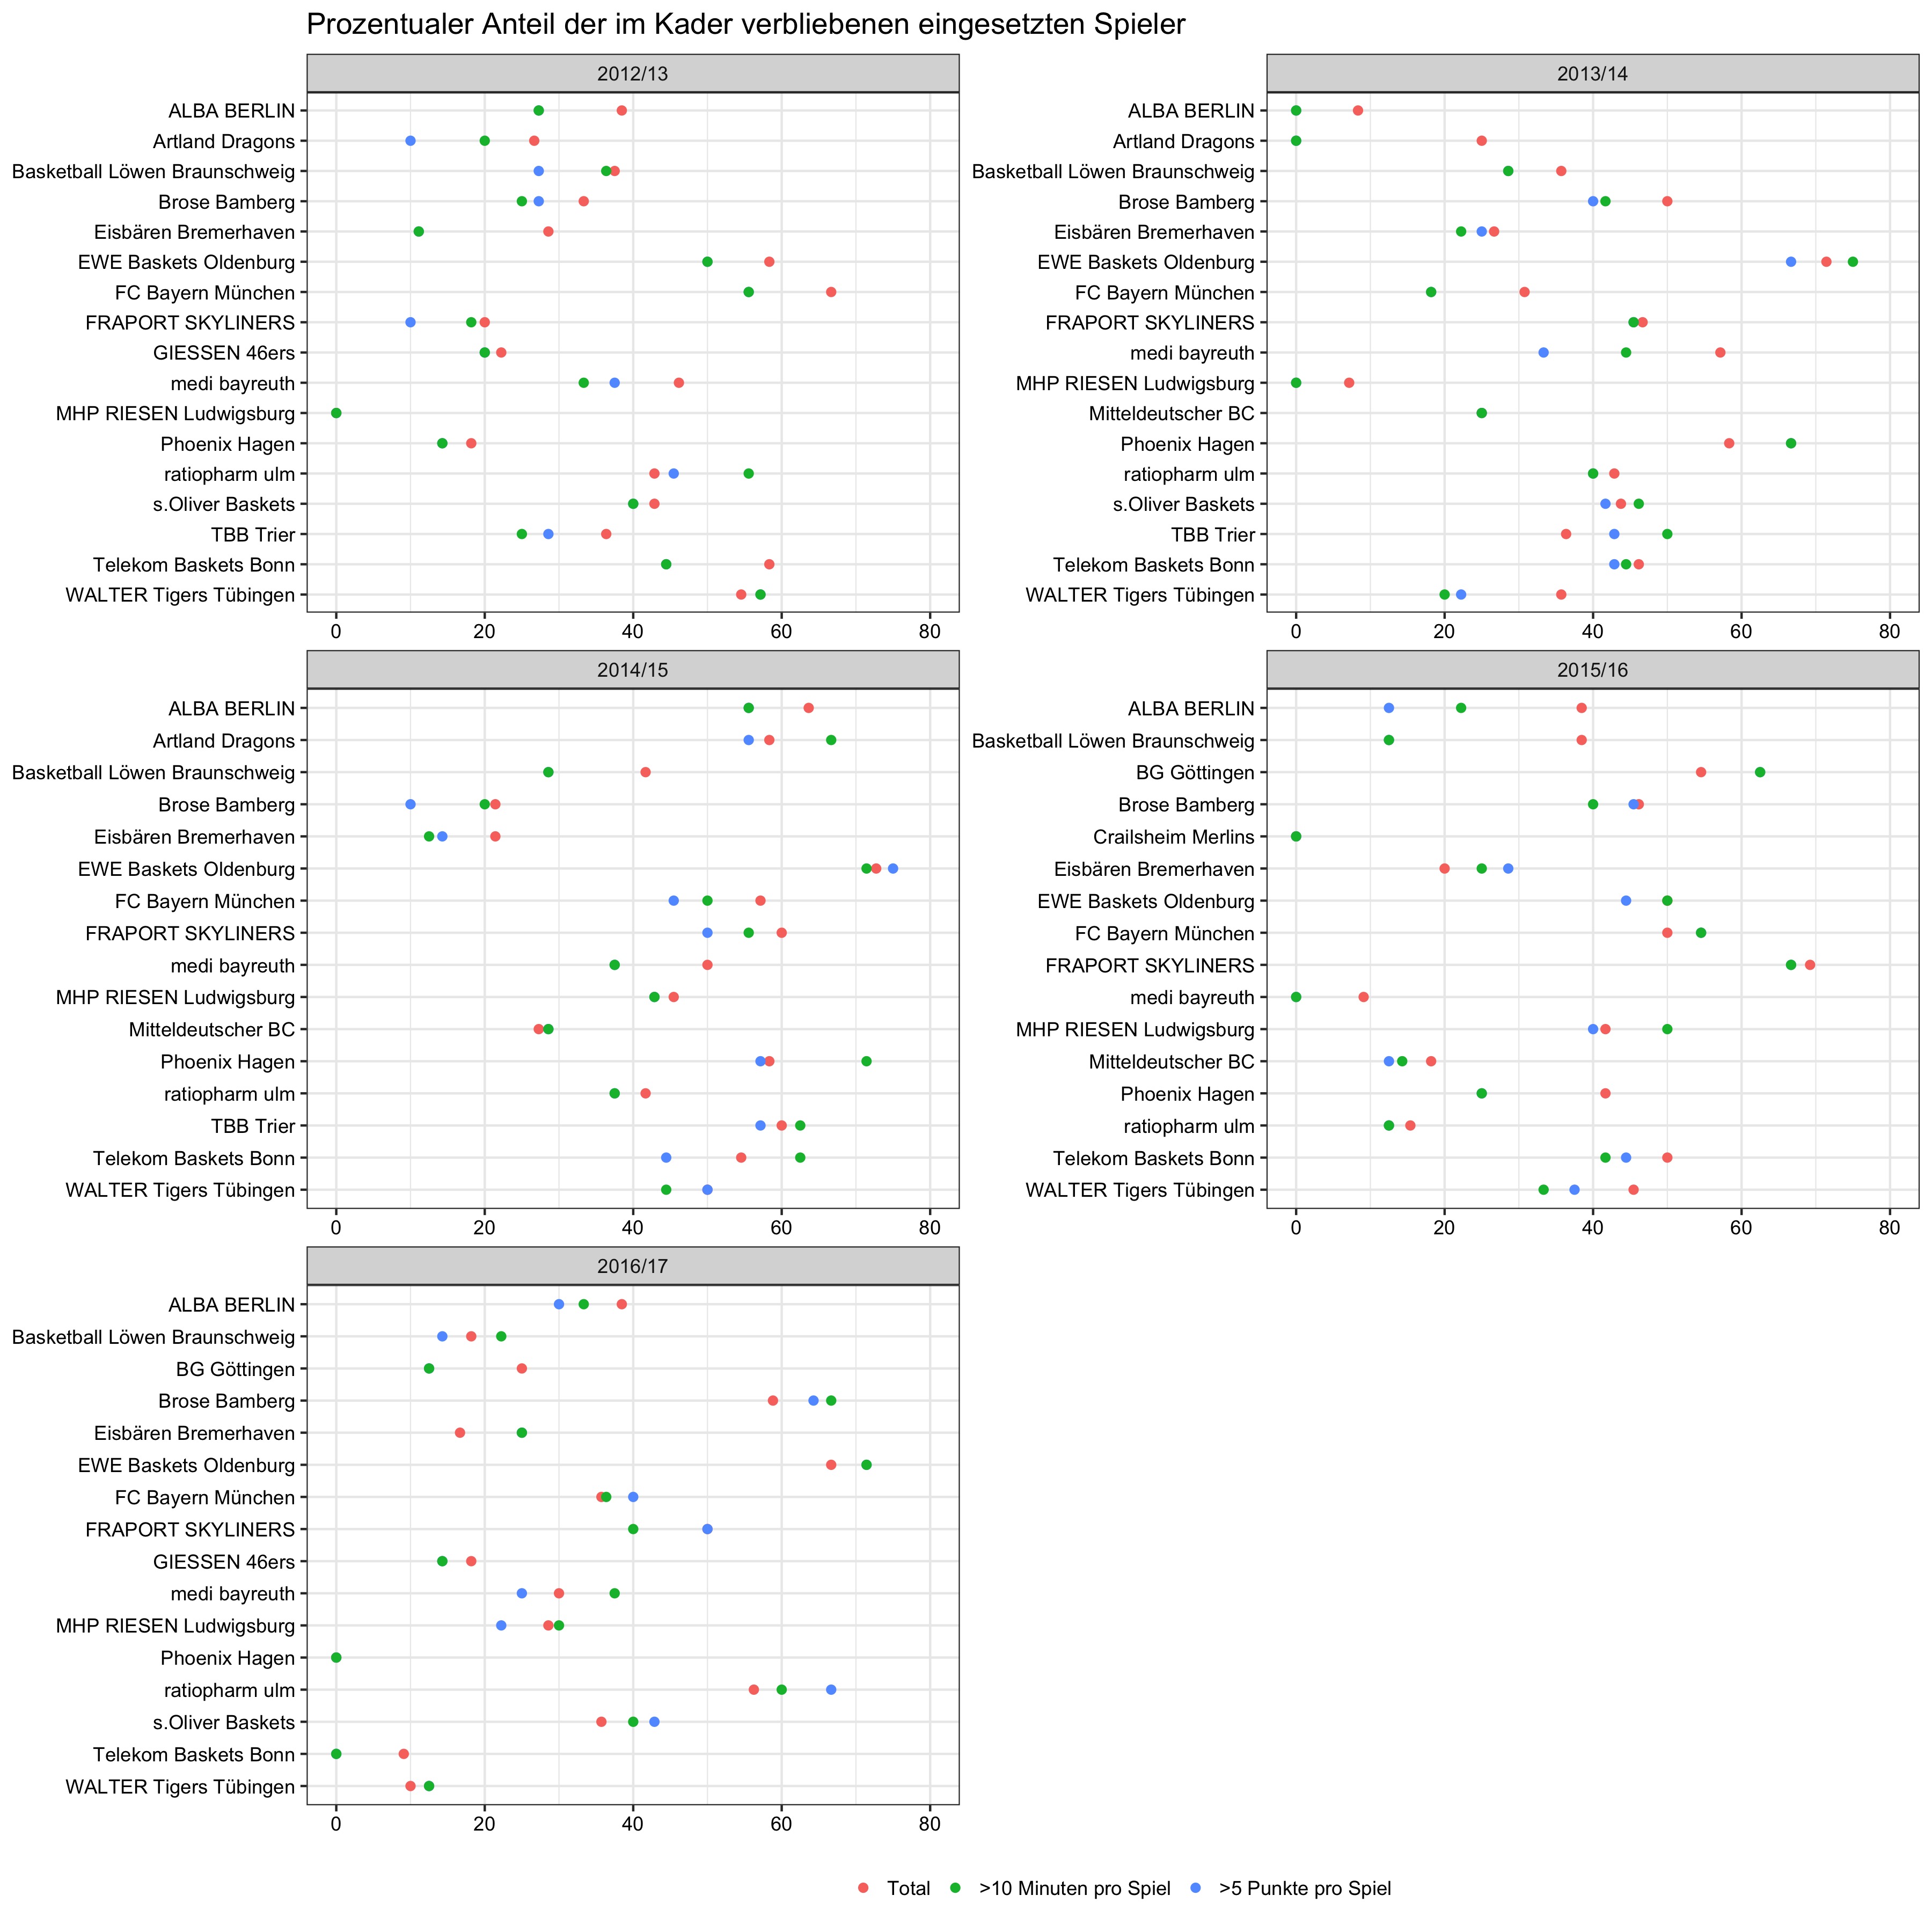 Prozentualer Anteil der im Kader verbliebenen eingesetzten Spieler
2012/13
ALBA BERLIN
Artland Dragons
Basketball Löwen Braunschweig
Brose Bamberg
Eisbären Bremerhaven
EWE Baskets Oldenburg
FC Bayern München
FRAPORT SKYLINERS
GIESSEN 46ers
medi bayreuth
MHP RIESEN Ludwigsburg
Phoenix Hagen
ratiopharm ulm
s.Oliver Baskets
TBB Trier
Telekom Baskets Bonn
WALTER Tigers Tübingen
0 20 40 60 80
2013/14
ALBA BERLIN
Artland Dragons
Basketball Löwen Braunschweig
Brose Bamberg
Eisbären Bremerhaven
EWE Baskets Oldenburg
FC Bayern München
FRAPORT SKYLINERS
medi bayreuth
MHP RIESEN Ludwigsburg
Mitteldeutscher BC
Phoenix Hagen
ratiopharm ulm
s.Oliver Baskets
TBB Trier
Telekom Baskets Bonn
WALTER Tigers Tübingen
0 20 40 60 80
2014/15
ALBA BERLIN
Artland Dragons
Basketball Löwen Braunschweig
Brose Bamberg
Eisbären Bremerhaven
EWE Baskets Oldenburg
FC Bayern München
FRAPORT SKYLINERS
medi bayreuth
MHP RIESEN Ludwigsburg
Mitteldeutscher BC
Phoenix Hagen
ratiopharm ulm
TBB Trier
Telekom Baskets Bonn
WALTER Tigers Tübingen
0 20 40 60 80
2015/16
ALBA BERLIN
Basketball Löwen Braunschweig
BG Göttingen
Brose Bamberg
Crailsheim Merlins
Eisbären Bremerhaven
EWE Baskets Oldenburg
FC Bayern München
FRAPORT SKYLINERS
medi bayreuth
MHP RIESEN Ludwigsburg
Mitteldeutscher BC
Phoenix Hagen
ratiopharm ulm
Telekom Baskets Bonn
WALTER Tigers Tübingen
0 20 40 60 80
2016/17
ALBA BERLIN
Basketball Löwen Braunschweig
BG Göttingen
Brose Bamberg
Eisbären Bremerhaven
EWE Baskets Oldenburg
FC Bayern München
FRAPORT SKYLINERS
GIESSEN 46ers
medi bayreuth
MHP RIESEN Ludwigsburg
Phoenix Hagen
ratiopharm ulm
s.Oliver Baskets
Telekom Baskets Bonn
WALTER Tigers Tübingen
0 20 40 60 80
Total >10 Minuten pro Spiel >5 Punkte pro Spiel